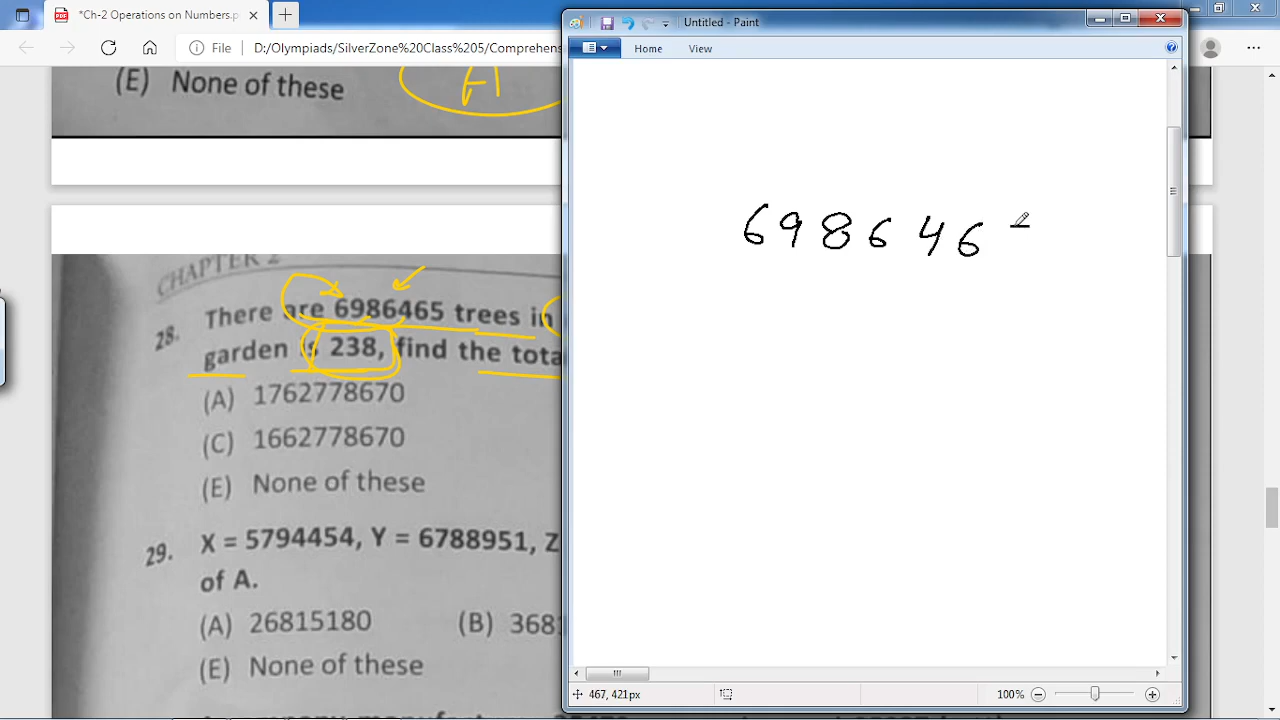 *Ch-2 Operations on Numbers.pdf
File D:/Olympiads/SilverZone%20Class%205/Comprehens
(E) None of these
A
CHAPTER 2
28. There are 6986465 trees in
garden is 238, find the tota
(A) 1762778670
(C) 1662778670
(E) None of these
29. X = 5794454, Y = 6788951, Z
of A.
(A) 26815180 (B) 368
(E) None of these
Untitled - Paint
Home View
698646
467, 421px
100%